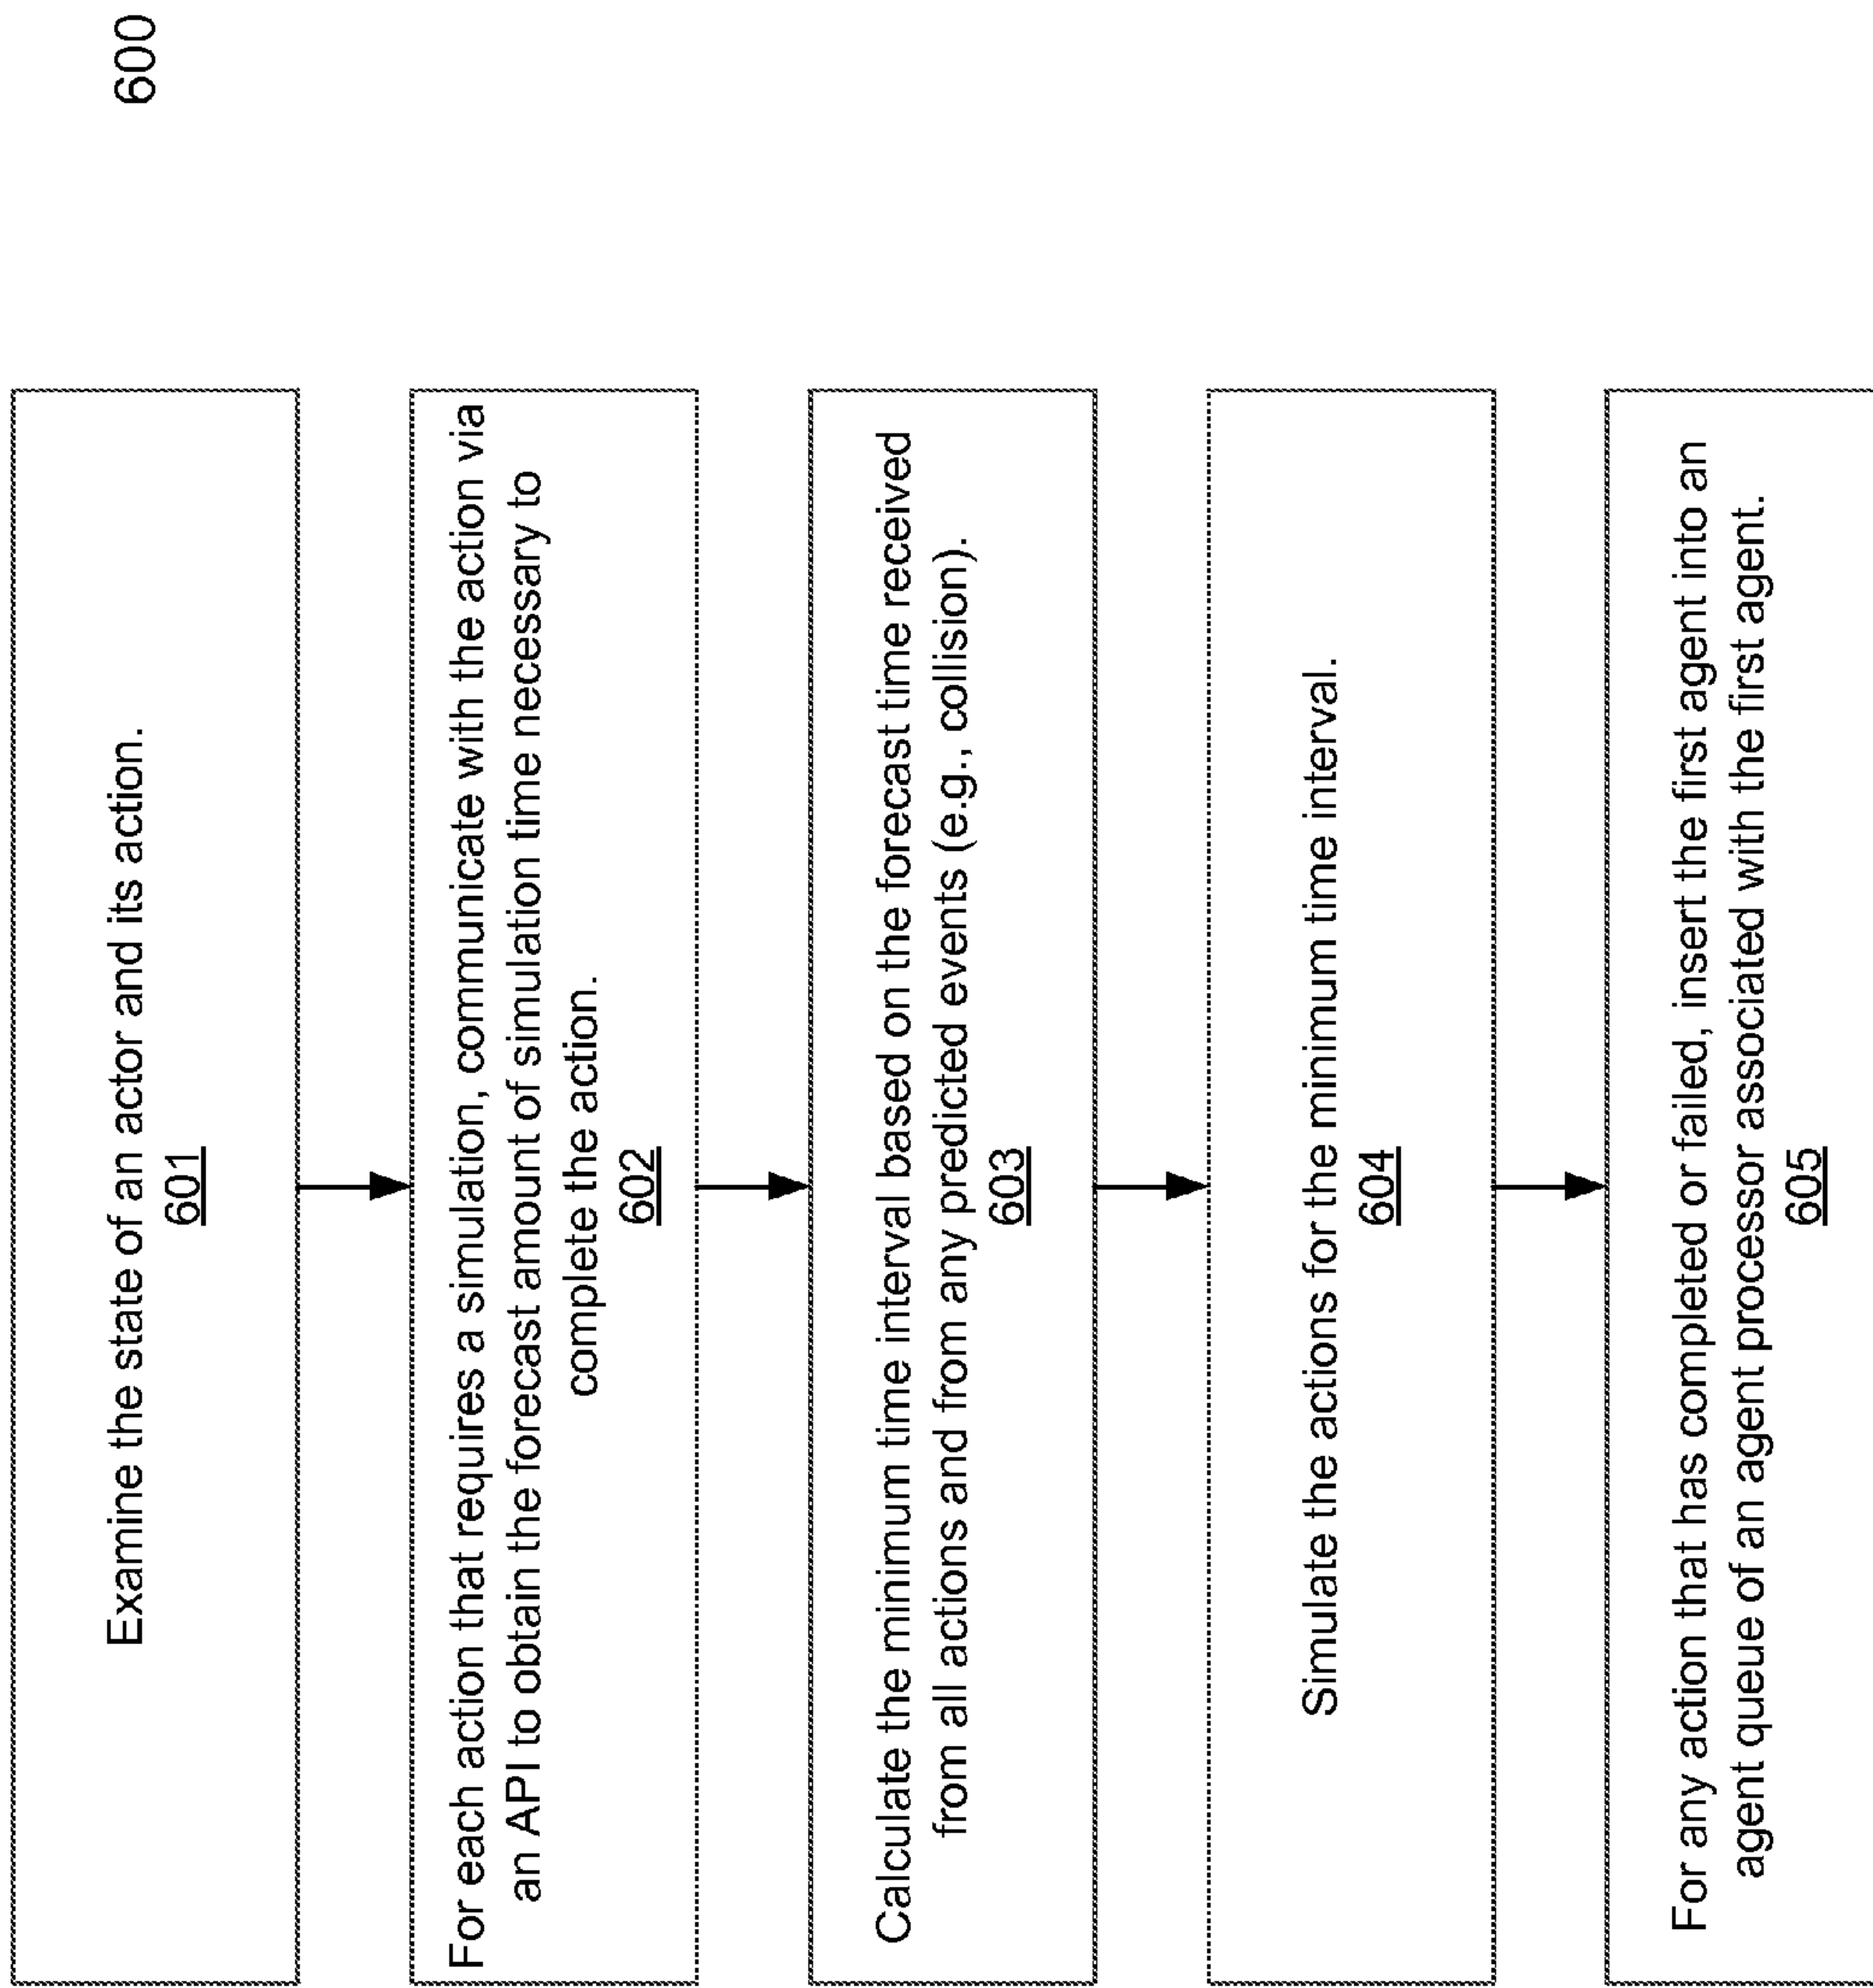 600
Examine the state of an actor and its action.
601
For each action that requires a simulation, communicate with the action via
an API to obtain the forecast amount of simulation time necessary to
complete the action.
602
Calculate the minimum time interval based on the forecast time received
from all actions and from any predicted events (e.g., collision).
603
Simulate the actions for the minimum time interval.
604
For any action that has completed or failed, insert the first agent into an
agent queue of an agent processor associated with the first agent.
605